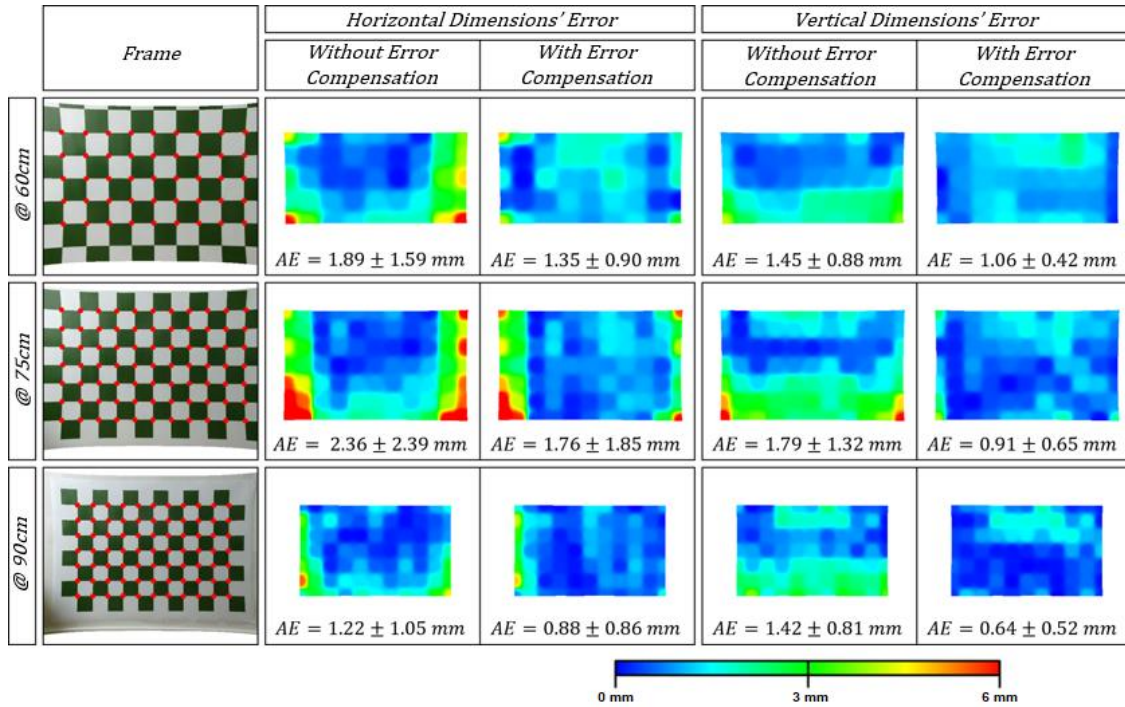 Frame
Horizontal Dimensions' Error
Vertical Dimensions' Error
Without Error
Compensation
With Error
Compensation
Without Error
Compensation
With Error
Compensation
@ 60cm
AE = 1.89 ± 1.59 mm
AE = 1.35 ± 0.90 mm
AE = 1.45 ± 0.88 mm
AE = 1.06 ± 0.42 mm
@ 75cm
AE = 2.36 ± 2.39 mm
AE = 1.76 ± 1.85 mm
AE = 1.79 ± 1.32 mm
AE = 0.91 ± 0.65 mm
@ 90cm
AE = 1.22 ± 1.05 mm
AE = 0.88 ± 0.86 mm
AE = 1.42 ± 0.81 mm
AE = 0.64 ± 0.52 mm
0 mm
3 mm
6 mm